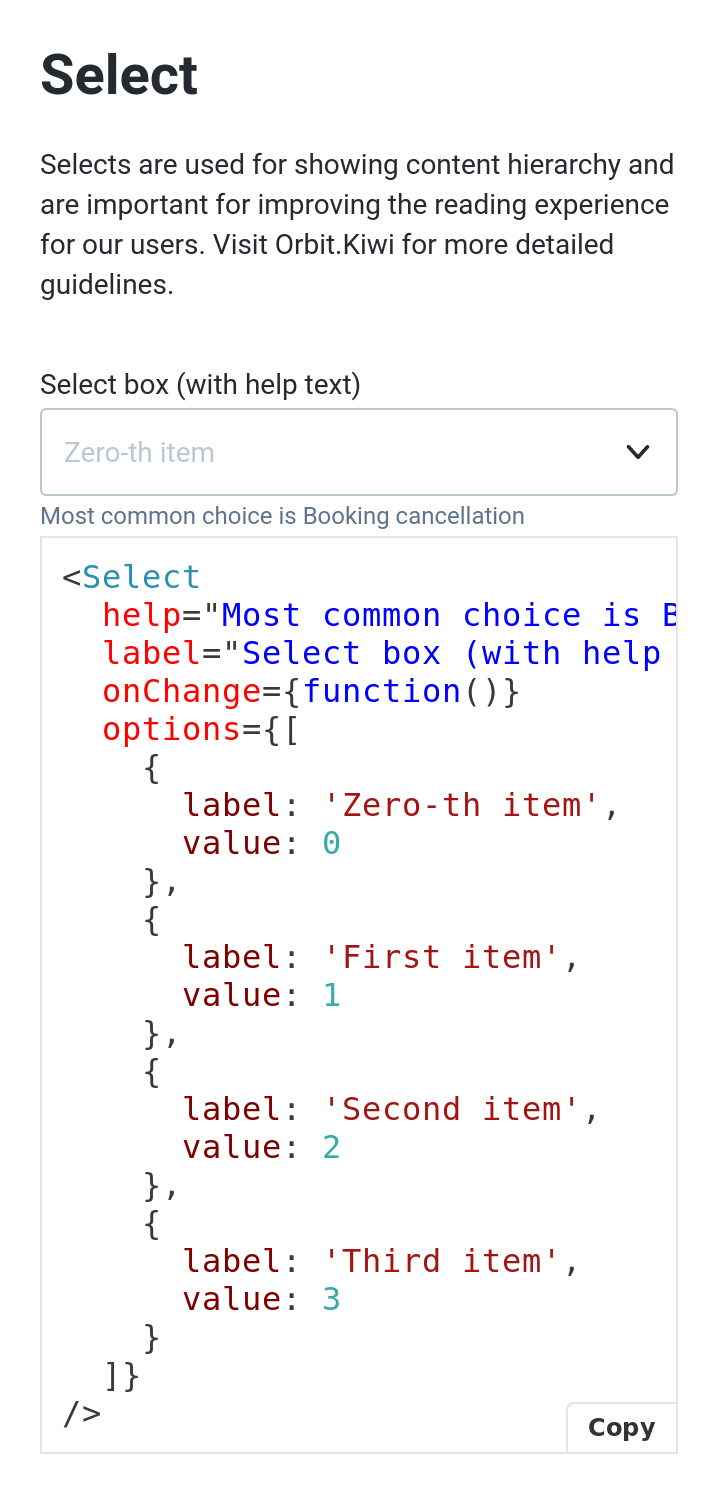 Select
Selects are used for showing content hierarchy and
are important for improving the reading experience
for our users. Visit Orbit.Kiwi for more detailed
guidelines.
Select box (with help text)
Zero-th item
Most common choice is Booking cancellation
<Select
  help="Most common choice is B
  label="Select box (with help
  onChange={function()}
  options={[
    {
      label: 'Zero-th item',
      value: 0
    },
    {
      label: 'First item',
      value: 1
    },
    {
      label: 'Second item',
      value: 2
    },
    {
      label: 'Third item',
      value: 3
    }
  ]}
/>
Copy